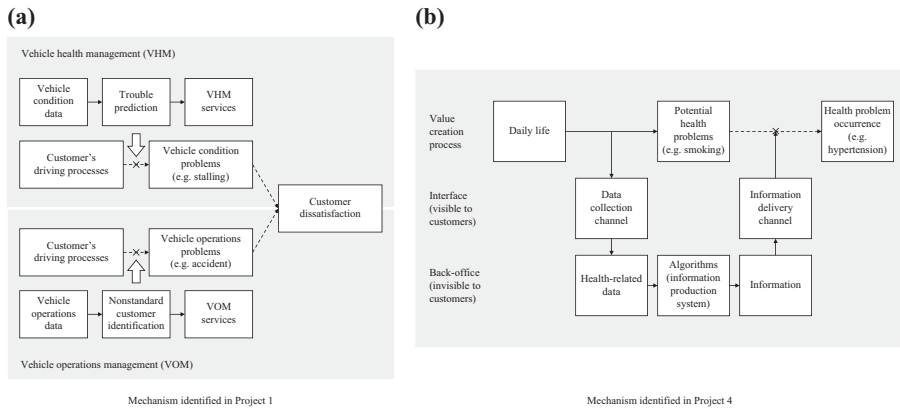 (a)
Vehicle health management (VHM)
Vehicle
condition
data
Trouble
prediction
VHM
services
Customer's
driving processes
Vehicle condition
problems
(e.g. stalling)
Customer
dissatisfaction
Customer's
driving processes
Vehicle operations
problems
(e.g. accident)
Vehicle
operations
data
Nonstandard
customer
identification
VOM
services
Vehicle operations management (VOM)
Mechanism identified in Project 1
(b)
Value
creation
process
Daily life
Potential
health
problems
(e.g. smoking)
Health problem
occurrence
(e.g.
hypertension)
Interface
(visible to
customers)
Data
collection
channel
Information
delivery
channel
Back-office
(invisible to
customers)
Health-related
data
Algorithms
(information
production
system)
Information
Mechanism identified in Project 4